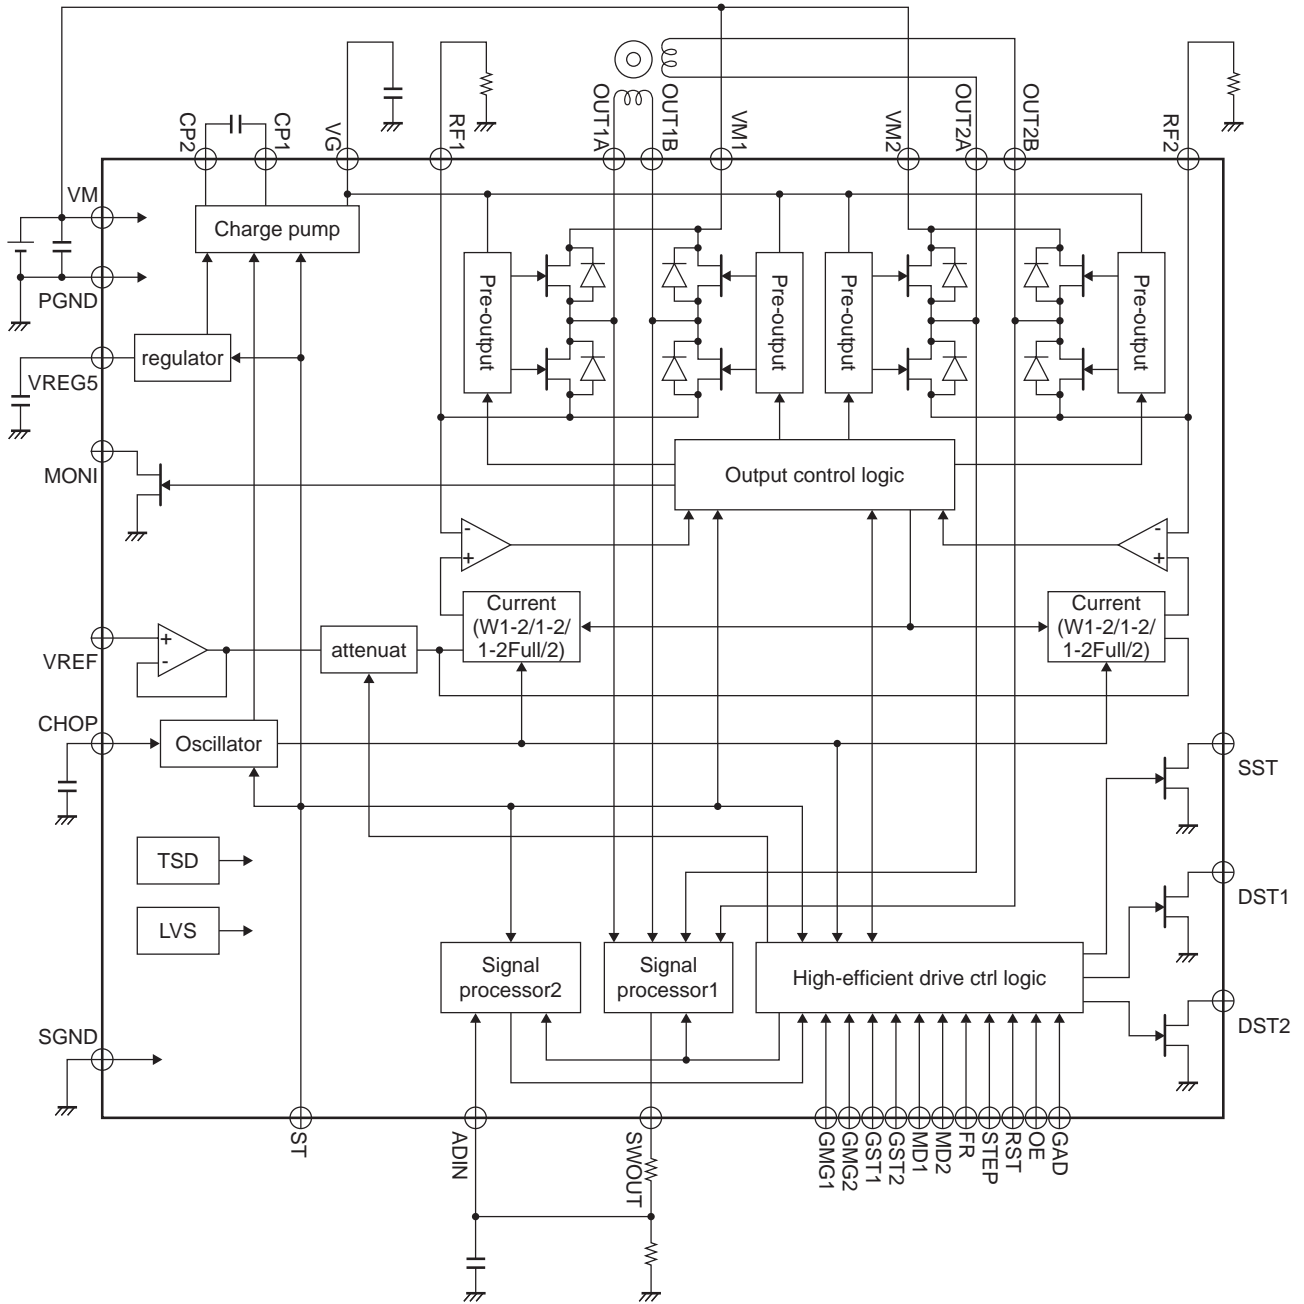 CP2
CP1
VG
RF1
OUT1A
OUT1B
VM1
VM2
OUT2A
OUT2B
RF2
VM
Charge pump
PGND
Pre-output
Pre-output
Pre-output
Pre-output
regulator
VREG5
MONI
Output control logic
-
+
-
+
Current
(W1-2/1-2/
1-2Full/2)
Current
(W1-2/1-2/
1-2Full/2)
+
-
VREF
attenuat
CHOP
Oscillator
SST
TSD
DST1
LVS
Signal
processor2
Signal
processor1
High-efficient drive ctrl logic
DST2
SGND
ST
ADIN
SWOUT
GMG1
GMG2
GST1
GST2
MD1
MD2
FR
STEP
RST
OE
GAD